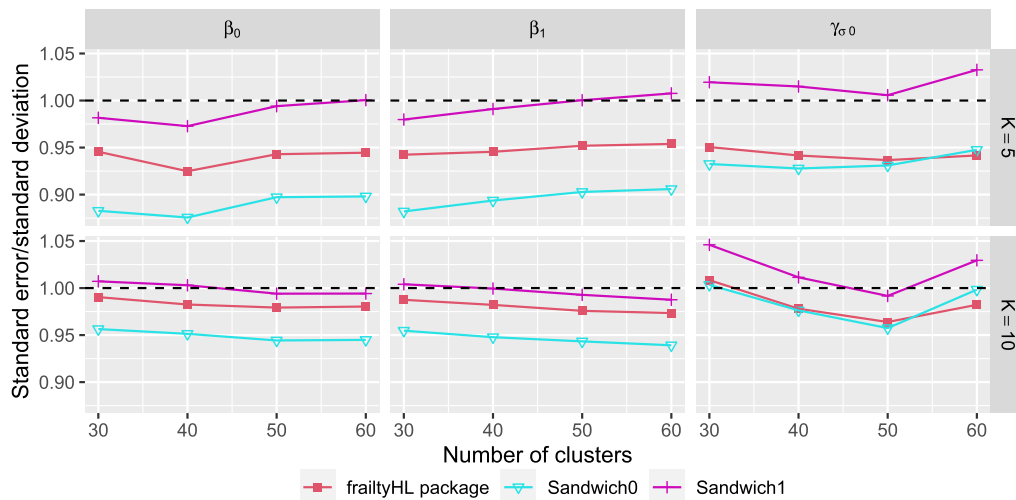 β₀ β₁ γσ 0
1.05
1.00
0.95
0.90
K = 5
1.05
1.00
0.95
0.90
K = 10
Standard error/standard deviation
30 40 50 60 30 40 50 60 30 40 50 60
Number of clusters
frailtyHL package Sandwich0 Sandwich1